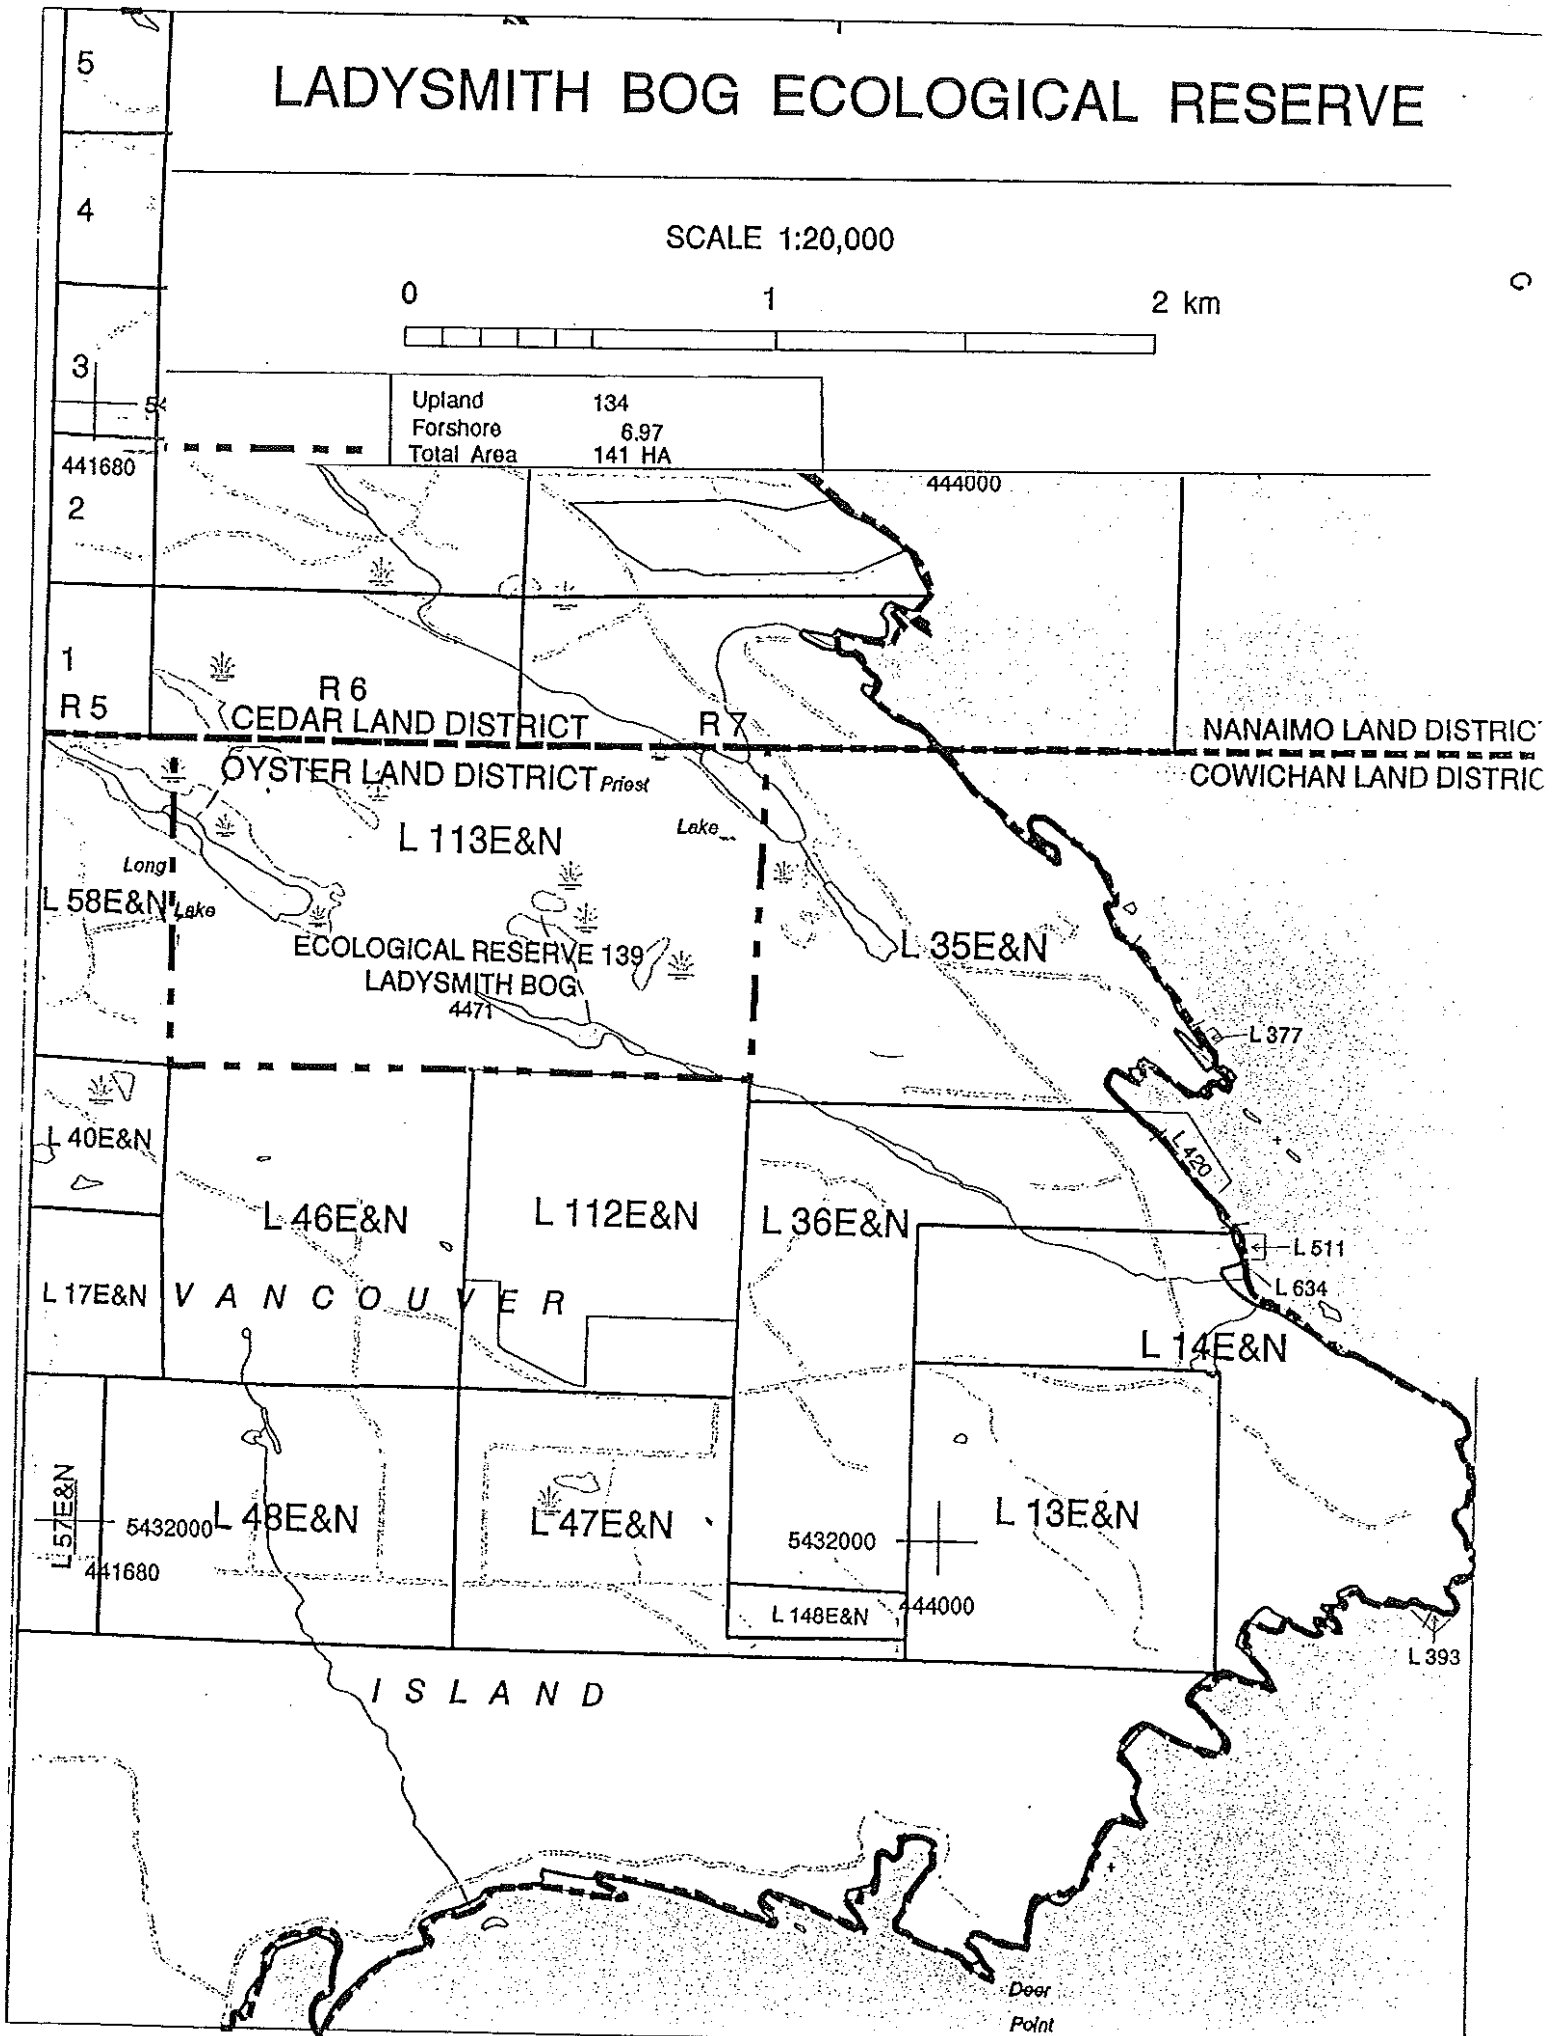 LADYSMITH BOG ECOLOGICAL RESERVE
SCALE 1:20,000
0 1 2 km
5
4
3
Upland 134
Forshore 6.97
Total Area 141 HA
441680
444000
2
1
R 5
R 6
R 7
CEDAR LAND DISTRICT
NANAIMO LAND DISTRIC
OYSTER LAND DISTRICT
COWICHAN LAND DISTRIC
Priest
Lake
L 113E&N
Long
Lake
L 58E&N
L 35E&N
ECOLOGICAL RESERVE 139
LADYSMITH BOG
4471
L 377
L 40E&N
L 420
L 46E&N
L 112E&N
L 36E&N
L 511
L 634
L 17E&N
VANCOUVER
L 14E&N
L 57E&N
5432000
L 48E&N
L 47E&N
5432000
L 13E&N
441680
444000
L 148E&N
L 393
ISLAND
Deer
Point